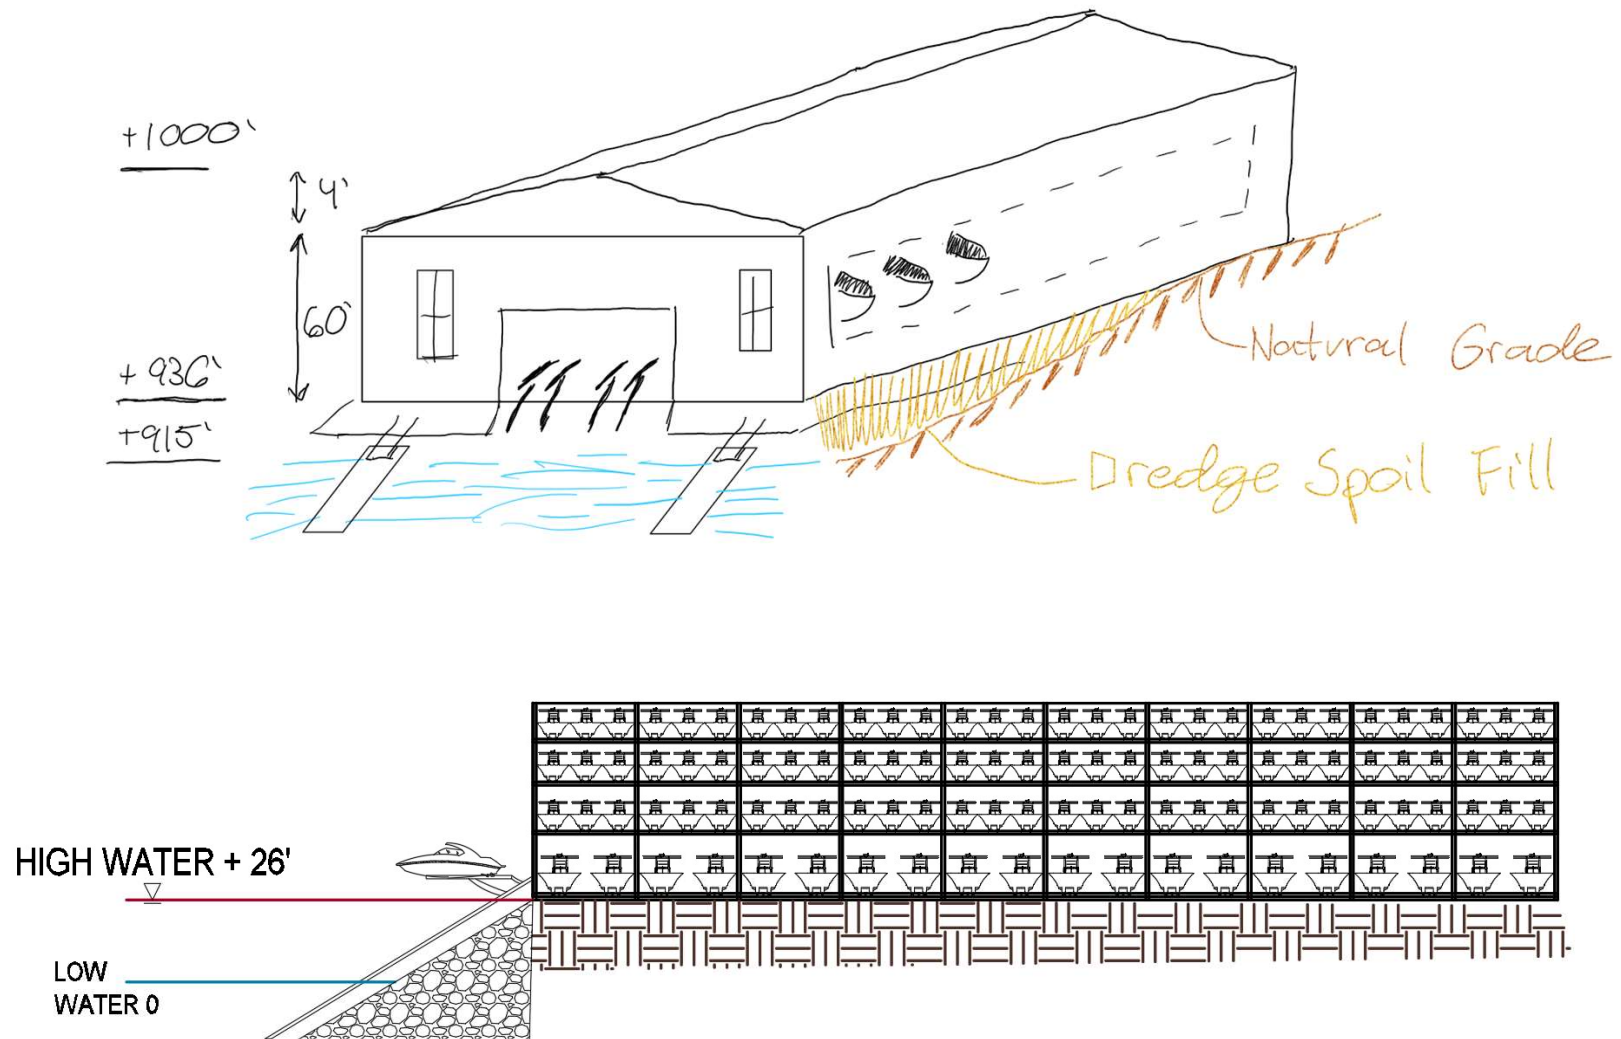 +1000'
4'
60'
+936'
+915'
Natural Grade
Dredge Spoil Fill
HIGH WATER + 26'
LOW
WATER 0